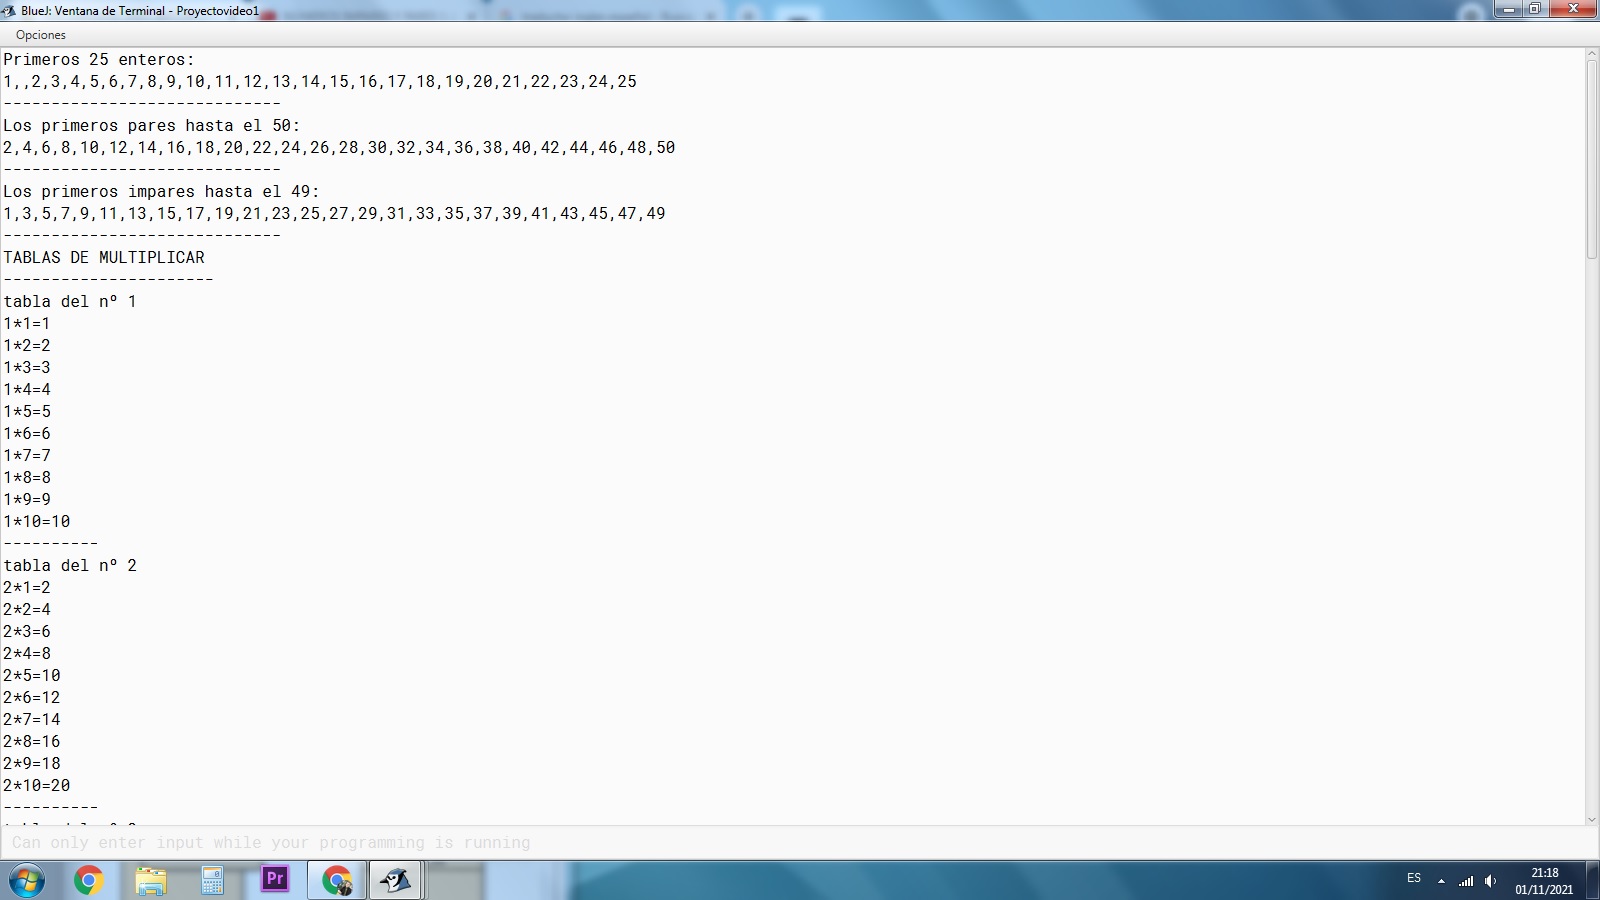 BlueJ: Ventana de Terminal - Proyectovideo1
Opciones
Primeros 25 enteros:
1,,2,3,4,5,6,7,8,9,10,11,12,13,14,15,16,17,18,19,20,21,22,23,24,25
-----------------------------
Los primeros pares hasta el 50:
2,4,6,8,10,12,14,16,18,20,22,24,26,28,30,32,34,36,38,40,42,44,46,48,50
-----------------------------
Los primeros impares hasta el 49:
1,3,5,7,9,11,13,15,17,19,21,23,25,27,29,31,33,35,37,39,41,43,45,47,49
-----------------------------
TABLAS DE MULTIPLICAR
----------------------
tabla del nº 1
1*1=1
1*2=2
1*3=3
1*4=4
1*5=5
1*6=6
1*7=7
1*8=8
1*9=9
1*10=10
----------
tabla del nº 2
2*1=2
2*2=4
2*3=6
2*4=8
2*5=10
2*6=12
2*7=14
2*8=16
2*9=18
2*10=20
----------
Can only enter input while your programming is running
Pr
ES
21:18
01/11/2021